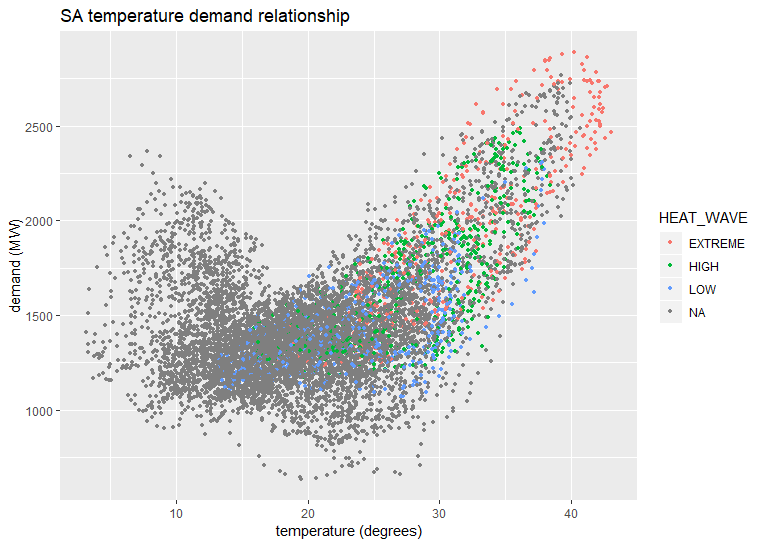 SA temperature demand relationship
demand (MW)
2500
2000
1500
1000
10
20
30
40
temperature (degrees)
HEAT_WAVE
EXTREME
HIGH
LOW
NA